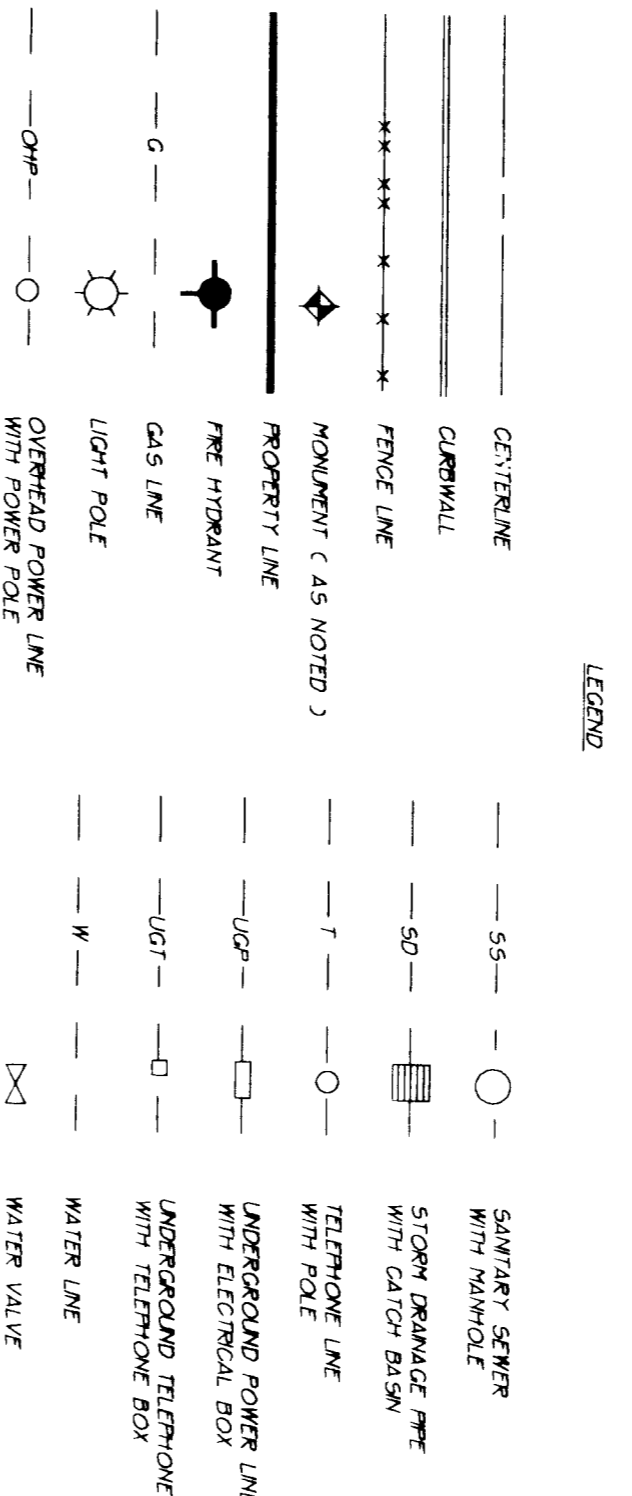 LEGEND
CENTERLINE
CURBWALL
FENCE LINE
MONUMENT ( AS NOTED )
PROPERTY LINE
FIRE HYDRANT
G
GAS LINE
LIGHT POLE
OHP
OVERHEAD POWER LINE
WITH POWER POLE
SS
SANITARY SEWER
WITH MANHOLE
SD
STORM DRAINAGE PIPE
WITH CATCH BASIN
T
TELEPHONE LINE
WITH POLE
UGP
UNDERGROUND POWER LINE
WITH ELECTRICAL BOX
UGT
UNDERGROUND TELEPHONE
WITH TELEPHONE BOX
W
WATER LINE
WATER VALVE